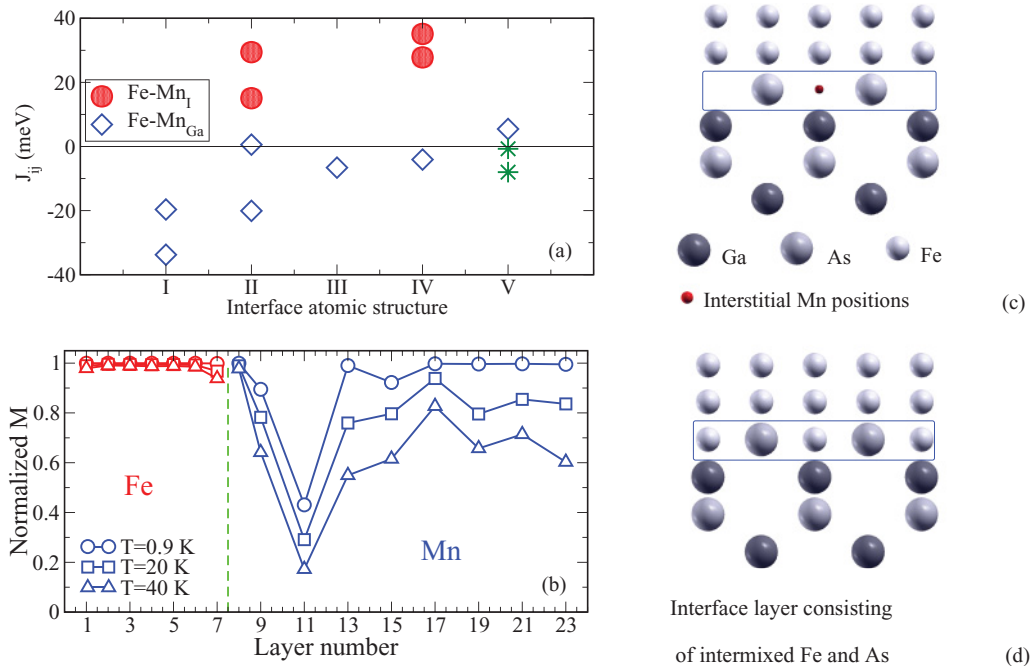 40
20
0
-20
-40
J_ij (meV)
Fe-Mn_I
Fe-Mn_Ga
(a)
I II III IV V
Interface atomic structure
1
0.8
0.6
0.4
0.2
0
Normalized M
Fe
Mn
T=0.9 K
T=20 K
T=40 K
(b)
1 3 5 7 9 11 13 15 17 19 21 23
Layer number
Ga As Fe
Interstitial Mn positions (c)
Interface layer consisting
of intermixed Fe and As (d)